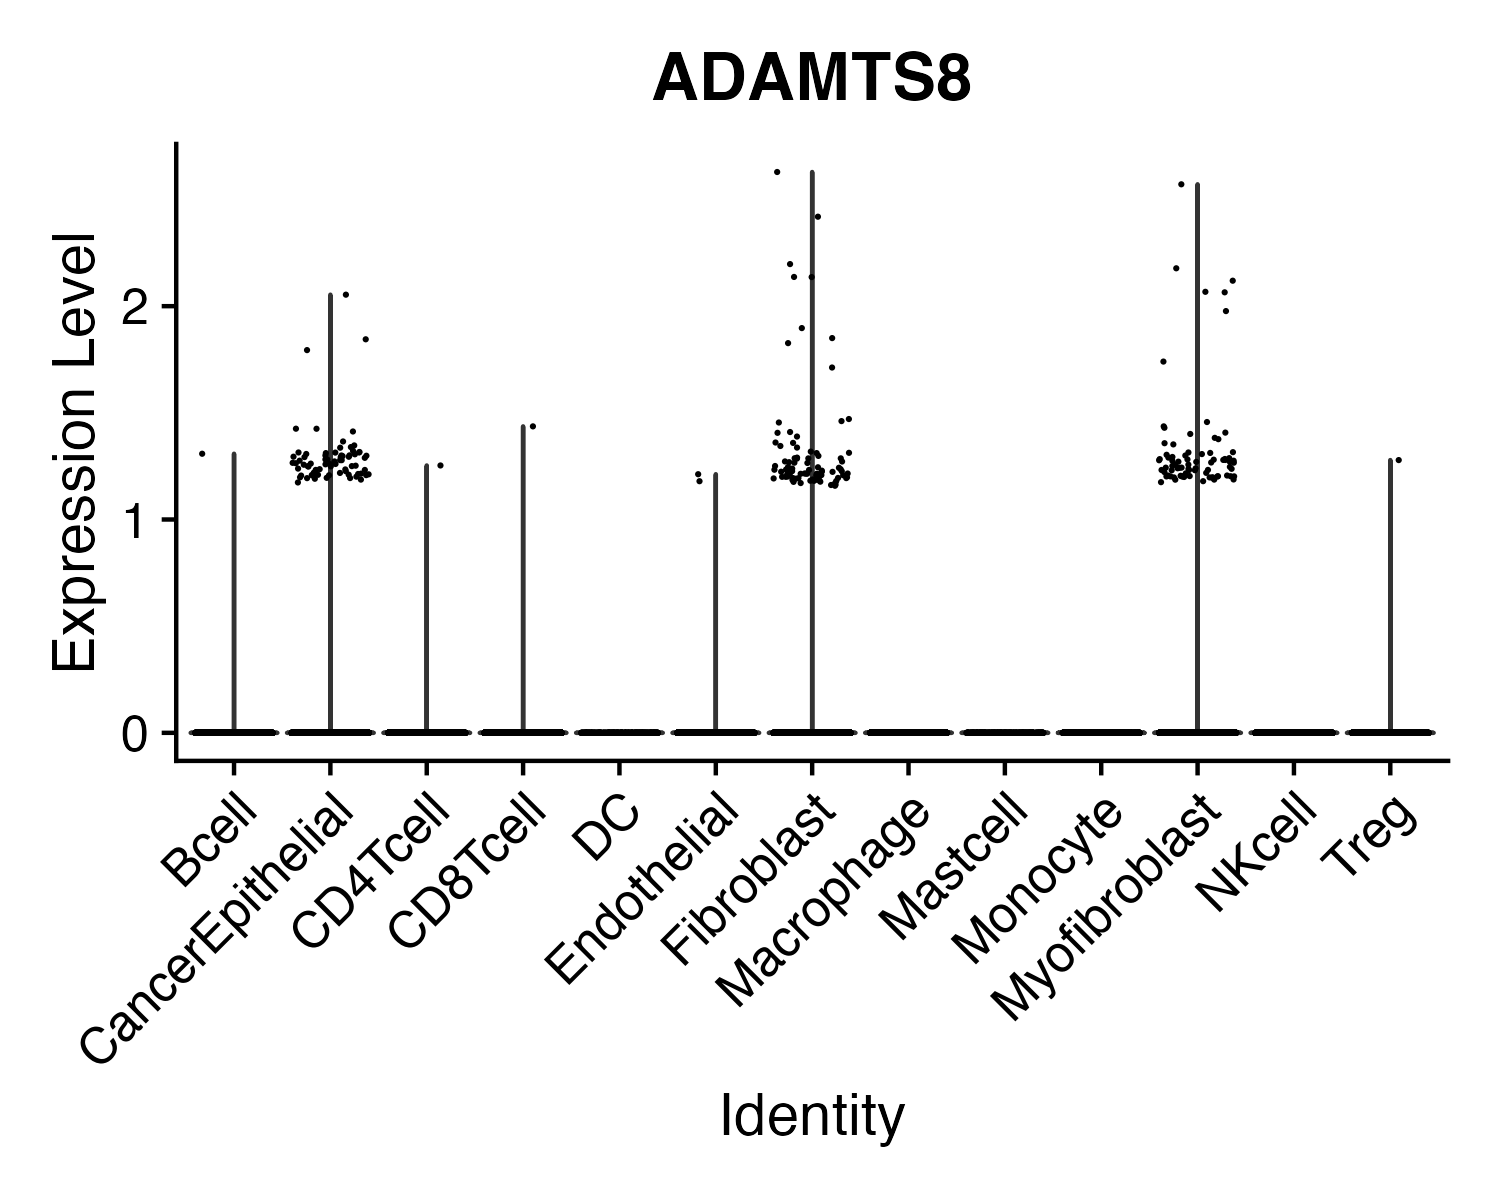 ADAMTS8
Expression Level
2
1
0
Bcell
CancerEpithelial
CD4Tcell
CD8Tcell
DC
Endothelial
Fibroblast
Macrophage
Mastcell
Monocyte
Myofibroblast
NKcell
Treg
Identity